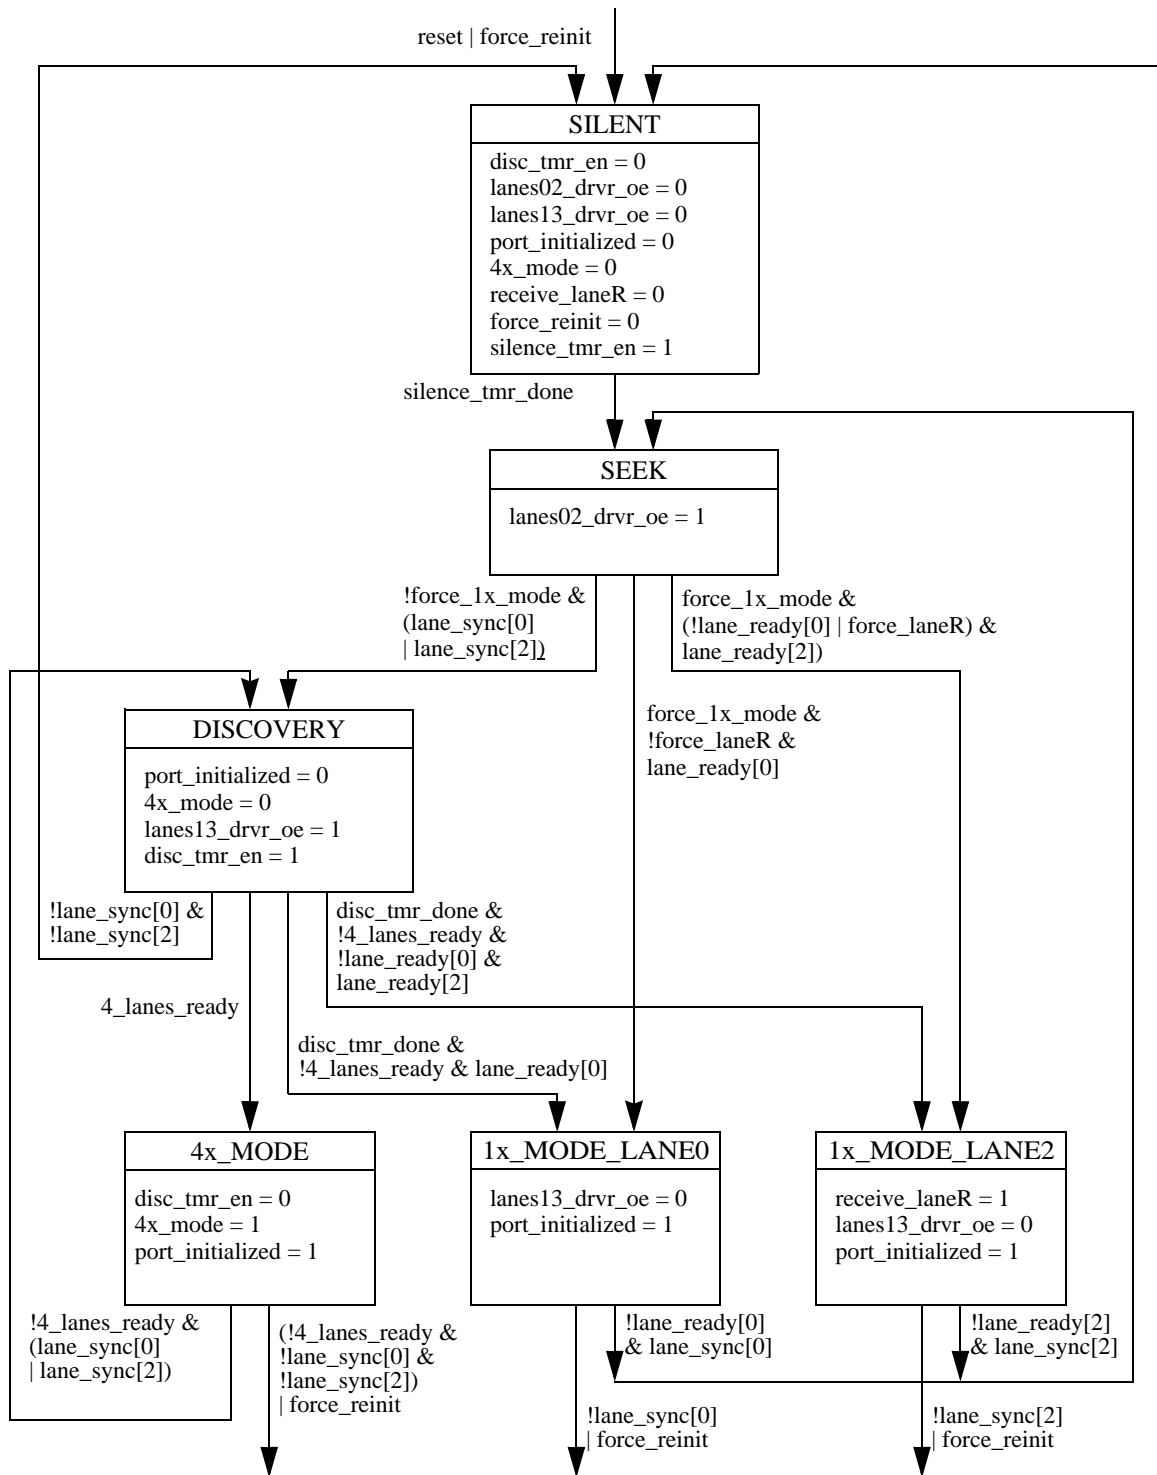 reset | force_reinit
SILENT
disc_tmr_en = 0
lanes02_drvr_oe = 0
lanes13_drvr_oe = 0
port_initialized = 0
4x_mode = 0
receive_laneR = 0
force_reinit = 0
silence_tmr_en = 1
silence_tmr_done
SEEK
lanes02_drvr_oe = 1
!force_1x_mode &
(lane_sync[0]
| lane_sync[2])
force_1x_mode &
(!lane_ready[0] | force_laneR) &
lane_ready[2])
force_1x_mode &
!force_laneR &
lane_ready[0]
DISCOVERY
port_initialized = 0
4x_mode = 0
lanes13_drvr_oe = 1
disc_tmr_en = 1
!lane_sync[0] &
!lane_sync[2]
disc_tmr_done &
!4_lanes_ready &
!lane_ready[0] &
lane_ready[2]
4_lanes_ready
disc_tmr_done &
!4_lanes_ready & lane_ready[0]
4x_MODE
disc_tmr_en = 0
4x_mode = 1
port_initialized = 1
1x_MODE_LANE0
lanes13_drvr_oe = 0
port_initialized = 1
1x_MODE_LANE2
receive_laneR = 1
lanes13_drvr_oe = 0
port_initialized = 1
!4_lanes_ready &
(lane_sync[0]
| lane_sync[2])
(!4_lanes_ready &
!lane_sync[0] &
!lane_sync[2])
| force_reinit
!lane_ready[0]
& lane_sync[0]
!lane_ready[2]
& lane_sync[2]
!lane_sync[0]
| force_reinit
!lane_sync[2]
| force_reinit